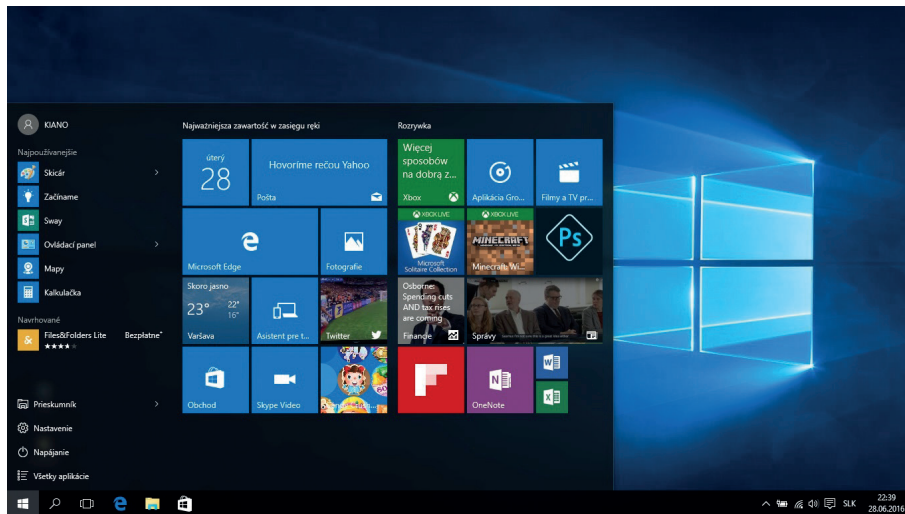 KIANO
Najpoužívanejšie
Skicár
Začíname
Sway
Ovládací panel
Mapy
Kalkulačka
Navrhované
Files&Folders Lite Bezplatne*
Prieskumník
Nastavenie
Napájanie
Všetky aplikácie
Najważniejsza zawartość w zasięgu ręki
úterý
28
Hovoríme rečou Yahoo
Pošta
Microsoft Edge
Fotografie
Skoro jasno
23° 22°
16°
Varšava
Asistent pre t...
Twitter
Obchod
Skype Video
Rozrywka
Więcej
sposobów
na dobrą z...
Xbox
Aplikácia Gro...
Filmy a TV pr...
XBOX LIVE
Microsoft
Solitaire Collection
XBOX LIVE
MINECRAFT
Minecraft: Wi...
Ps
Osborne:
Spending cuts
AND tax rises
are coming
Financie
Správy
OneNote
SLK
22:39
28.06.2016